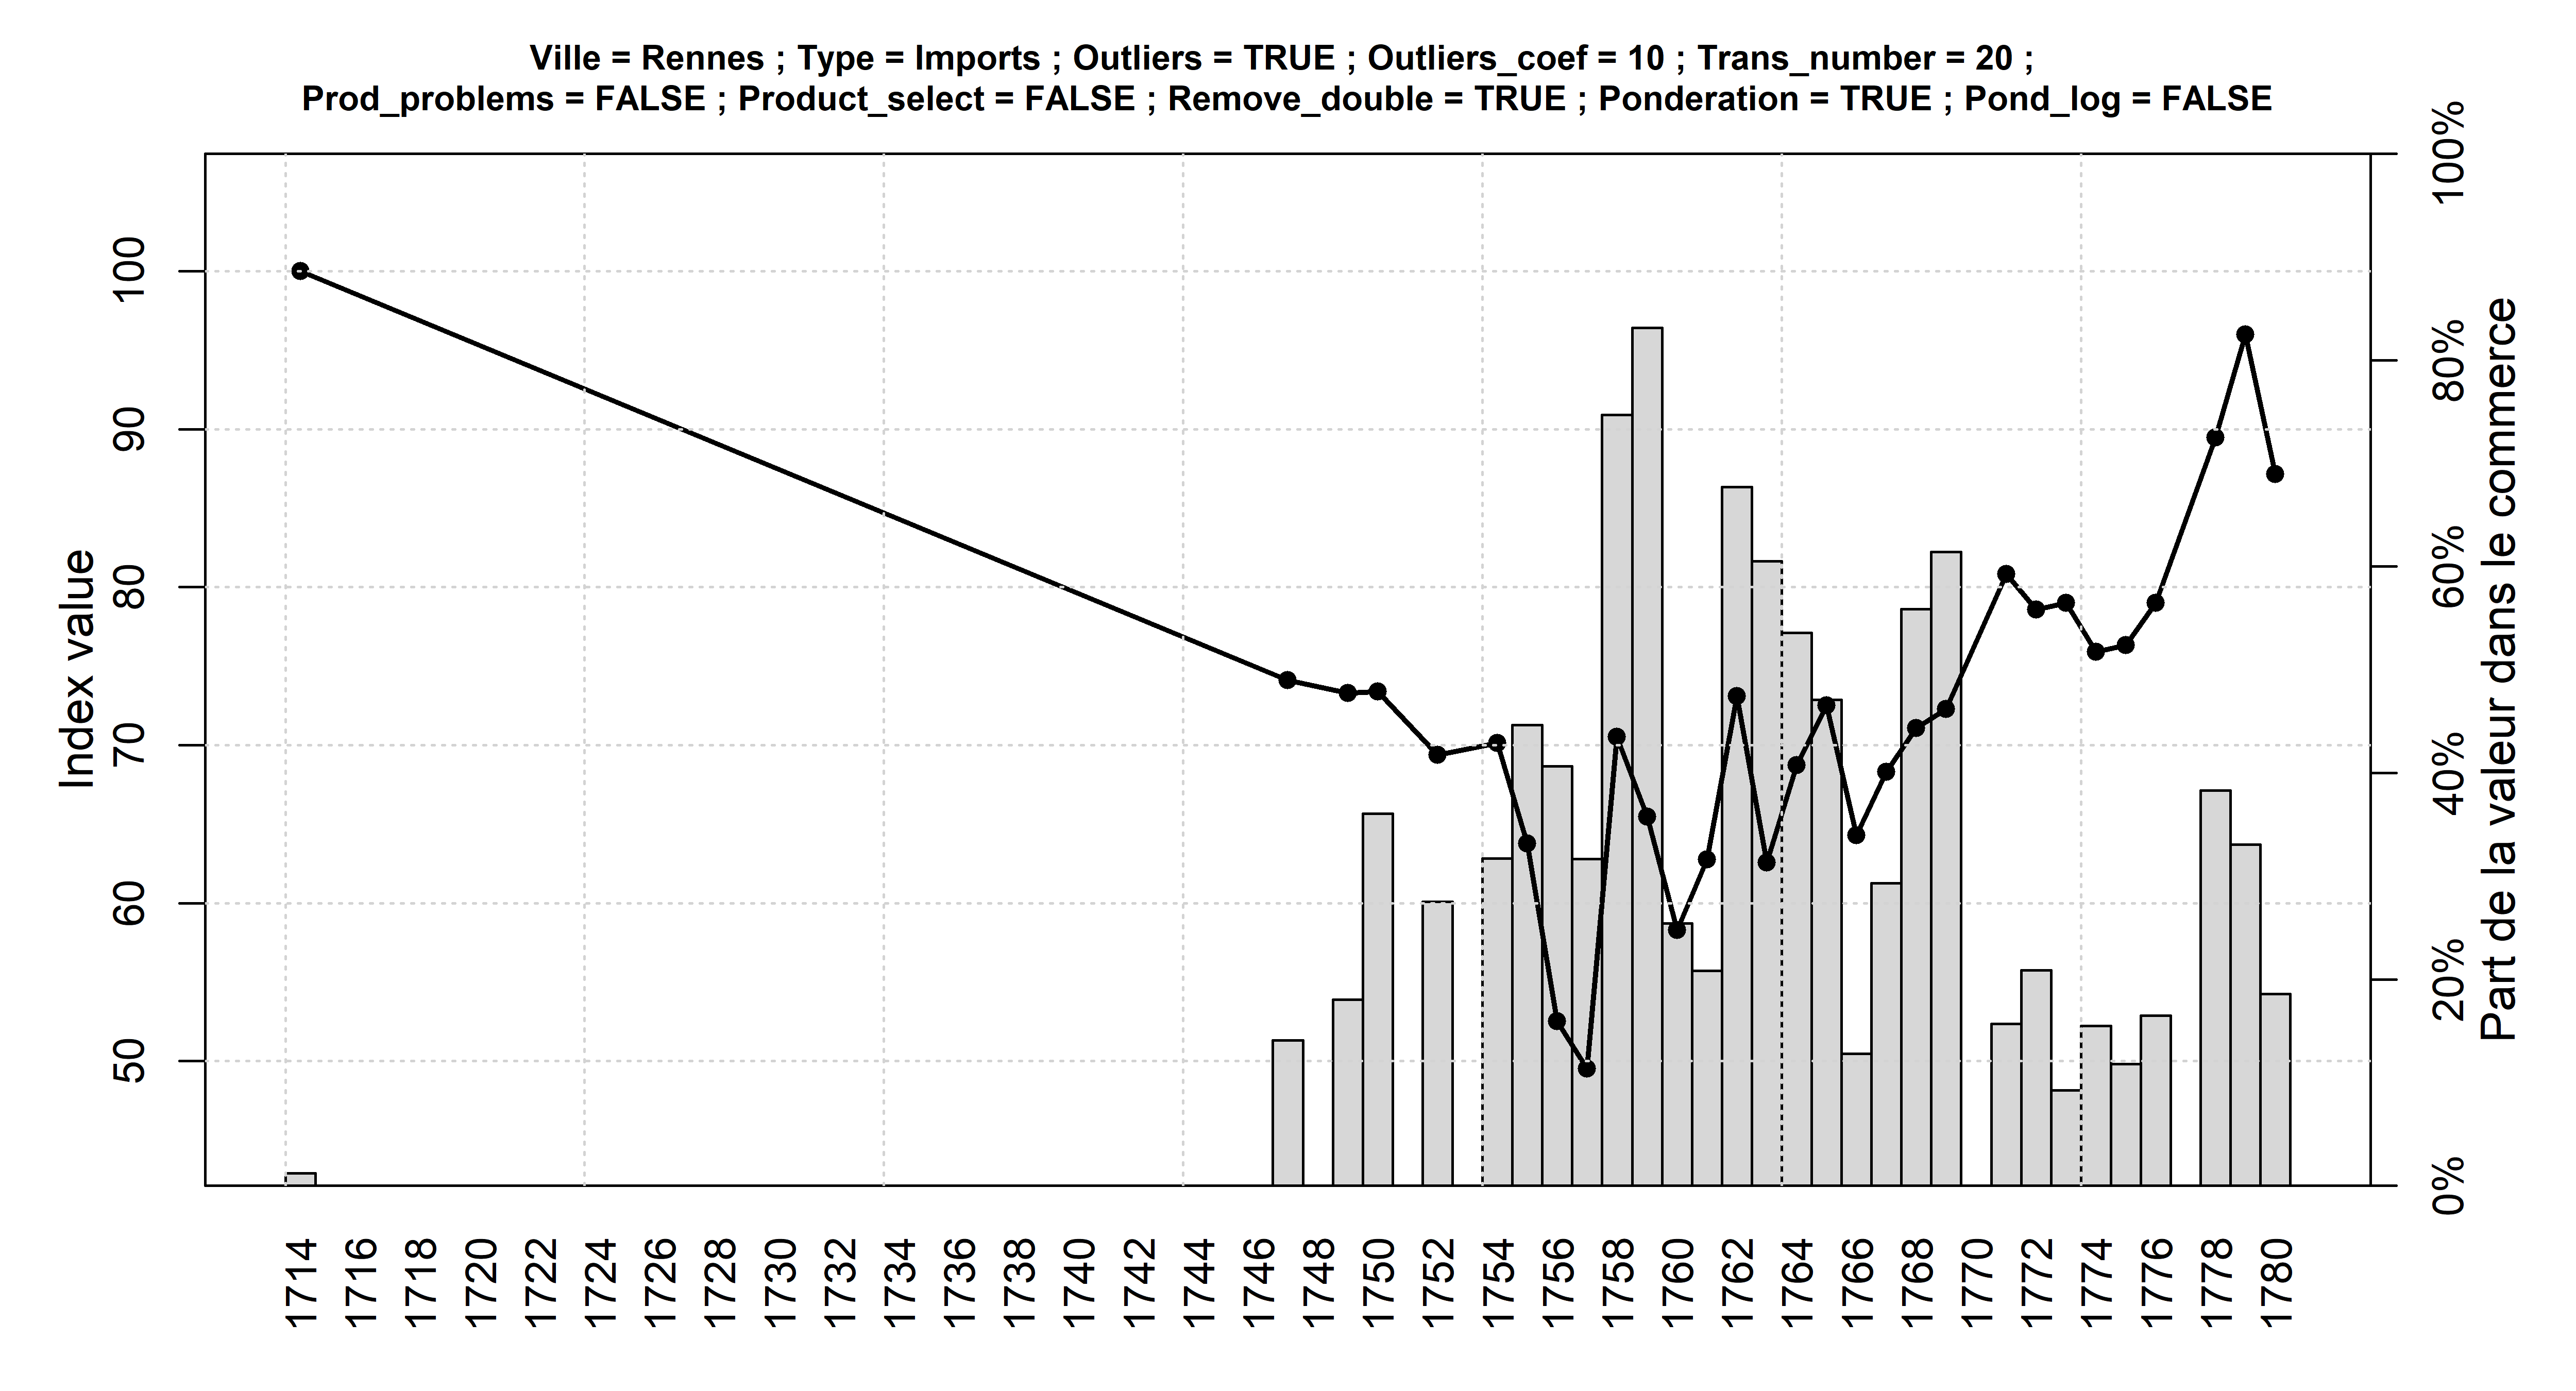 Ville = Rennes ; Type = Imports ; Outliers = TRUE ; Outliers_coef = 10 ; Trans_number = 20 ;
Prod_problems = FALSE ; Product_select = FALSE ; Remove_double = TRUE ; Ponderation = TRUE ; Pond_log = FALSE
Index value
100
90
80
70
60
50
100%
80%
60%
40%
20%
0%
Part de la valeur dans le commerce
1714 1716 1718 1720 1722 1724 1726 1728 1730 1732 1734 1736 1738 1740 1742 1744 1746 1748 1750 1752 1754 1756 1758 1760 1762 1764 1766 1768 1770 1772 1774 1776 1778 1780